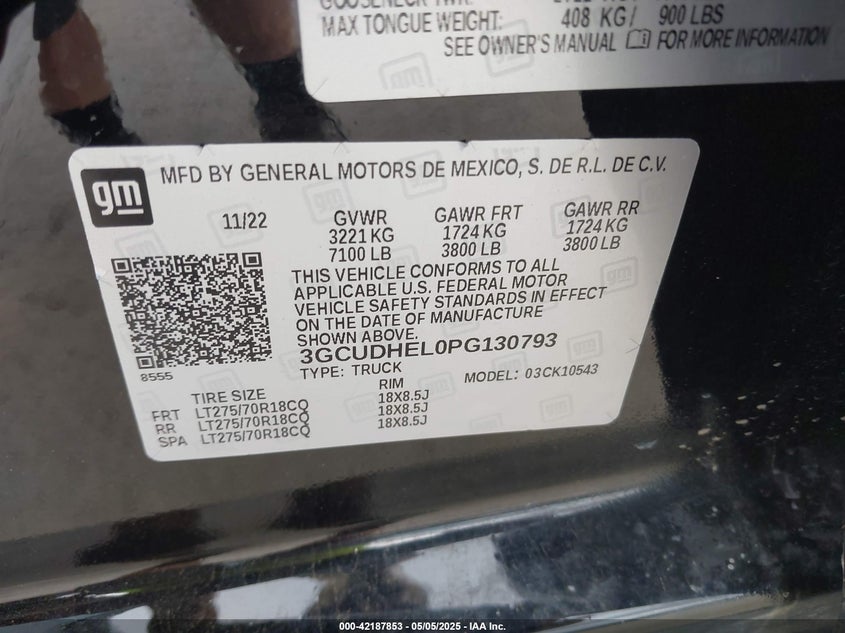 MAX TONGUE WEIGHT: 408 KG/ 900 LBS
SEE OWNER'S MANUAL FOR MORE INFORMATION
gm
MFD BY GENERAL MOTORS DE MEXICO, S. DE R.L. DE C.V.
11/22 GVWR GAWR FRT GAWR RR
3221 KG 1724 KG 1724 KG
7100 LB 3800 LB 3800 LB
THIS VEHICLE CONFORMS TO ALL
APPLICABLE U.S. FEDERAL MOTOR
VEHICLE SAFETY STANDARDS IN EFFECT
ON THE DATE OF MANUFACTURE
SHOWN ABOVE.
3GCUDHEL0PG130793
8555
TYPE: TRUCK MODEL: 03CK10543
TIRE SIZE RIM
FRT LT275/70R18CQ 18X8.5J
RR LT275/70R18CQ 18X8.5J
SPA LT275/70R18CQ 18X8.5J
000-42187853 - 05/05/2025 - IAA Inc.